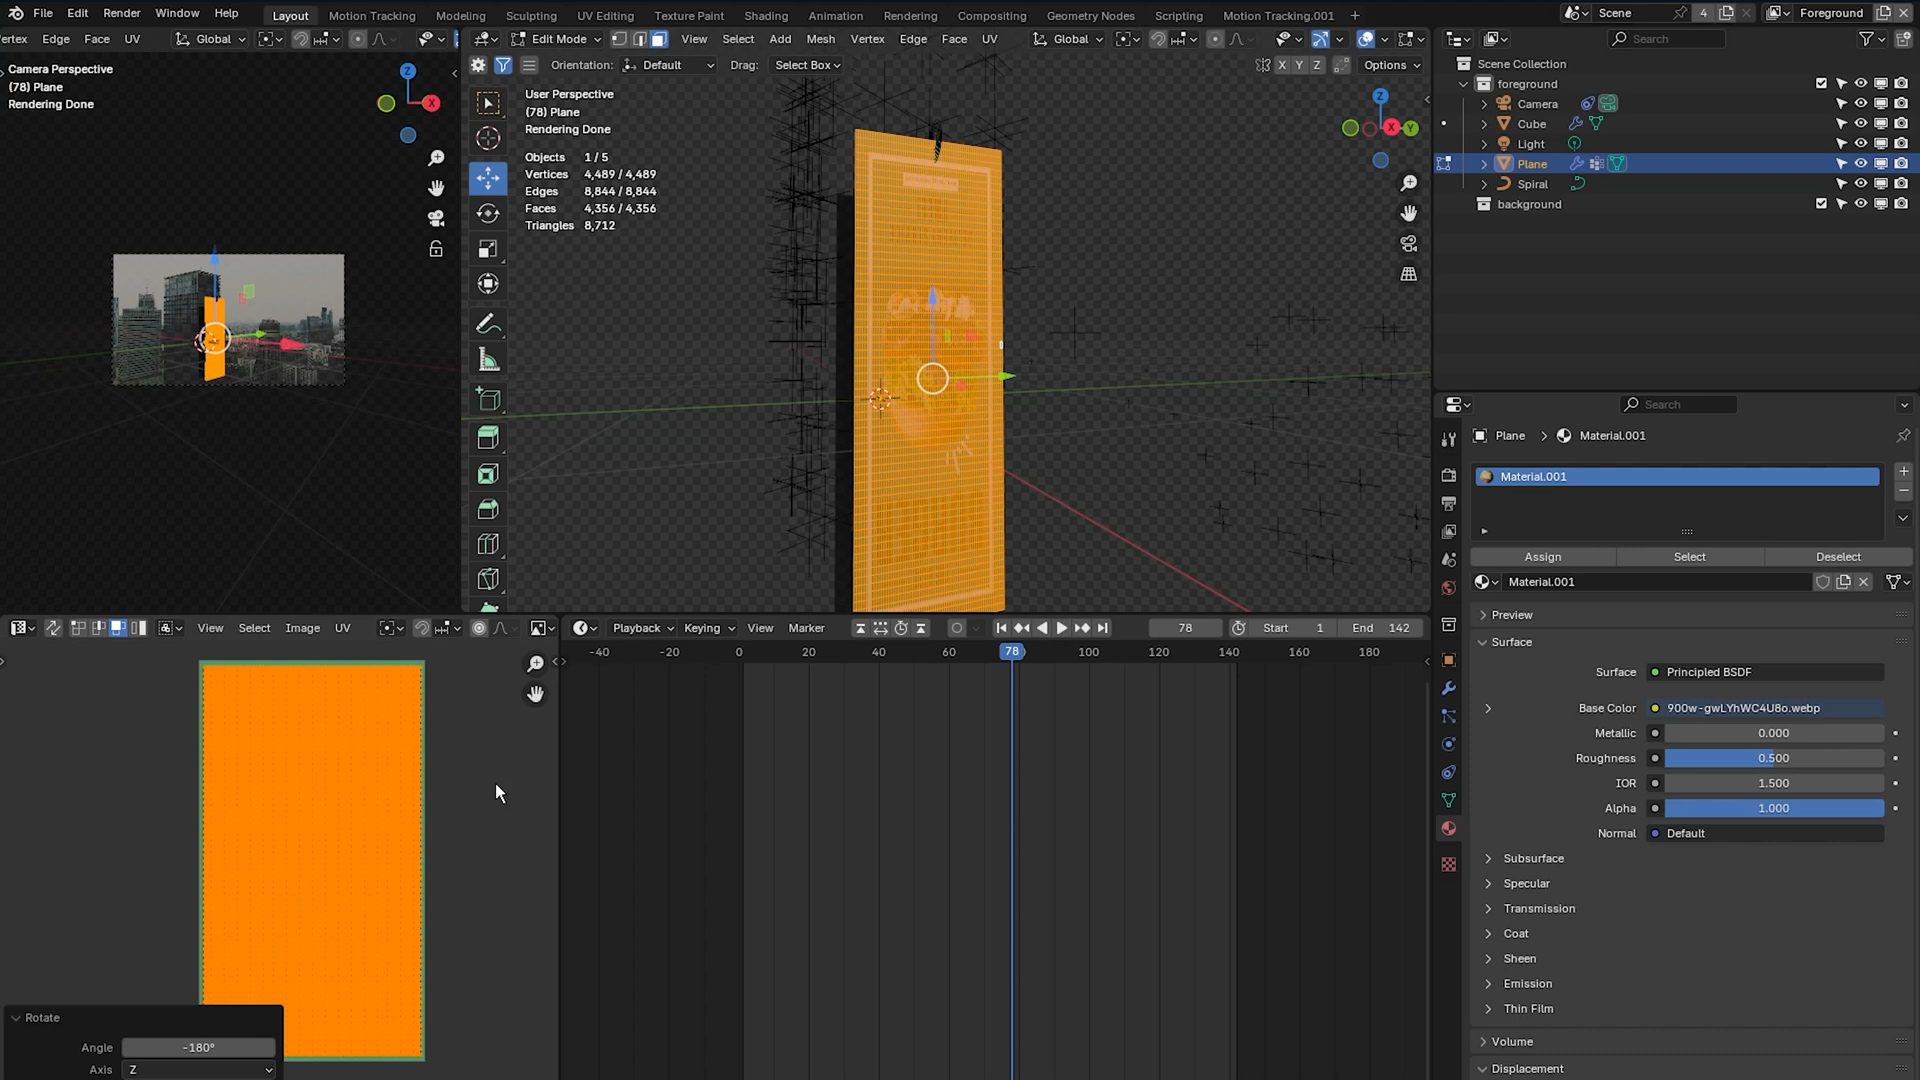 File Edit Render Window Help Layout Motion Tracking Modeling Sculpting UV Editing Texture Paint Shading Animation Rendering Compositing Geometry Nodes Scripting Motion Tracking.001 + Scene 4 Foreground
ertex Edge Face UV Global Edit Mode View Select Add Mesh Vertex Edge Face UV Global Search
Orientation: Default Drag: Select Box X Y Z Options
Camera Perspective
(78) Plane
Rendering Done
Z
X
User Perspective
(78) Plane
Rendering Done
Objects 1 / 5
Vertices 4,489 / 4,489
Edges 8,844 / 8,844
Faces 4,356 / 4,356
Triangles 8,712
Z
X
Y
Scene Collection
foreground
Camera
Cube
Light
Plane
Spiral
background
Search
Plane > Material.001
Material.001
Assign Select Deselect
Material.001
Preview
Surface
Surface Principled BSDF
Base Color 900w-gwLYhWC4U8o.webp
Metallic 0.000
Roughness 0.500
IOR 1.500
Alpha 1.000
Normal Default
Subsurface
Specular
Transmission
Coat
Sheen
Emission
Thin Film
Volume
Displacement
View Select Image UV
Playback Keying View Marker 78 Start 1 End 142
-40 -20 0 20 40 60 78 100 120 140 160 180
Rotate
Angle -180°
Axis Z